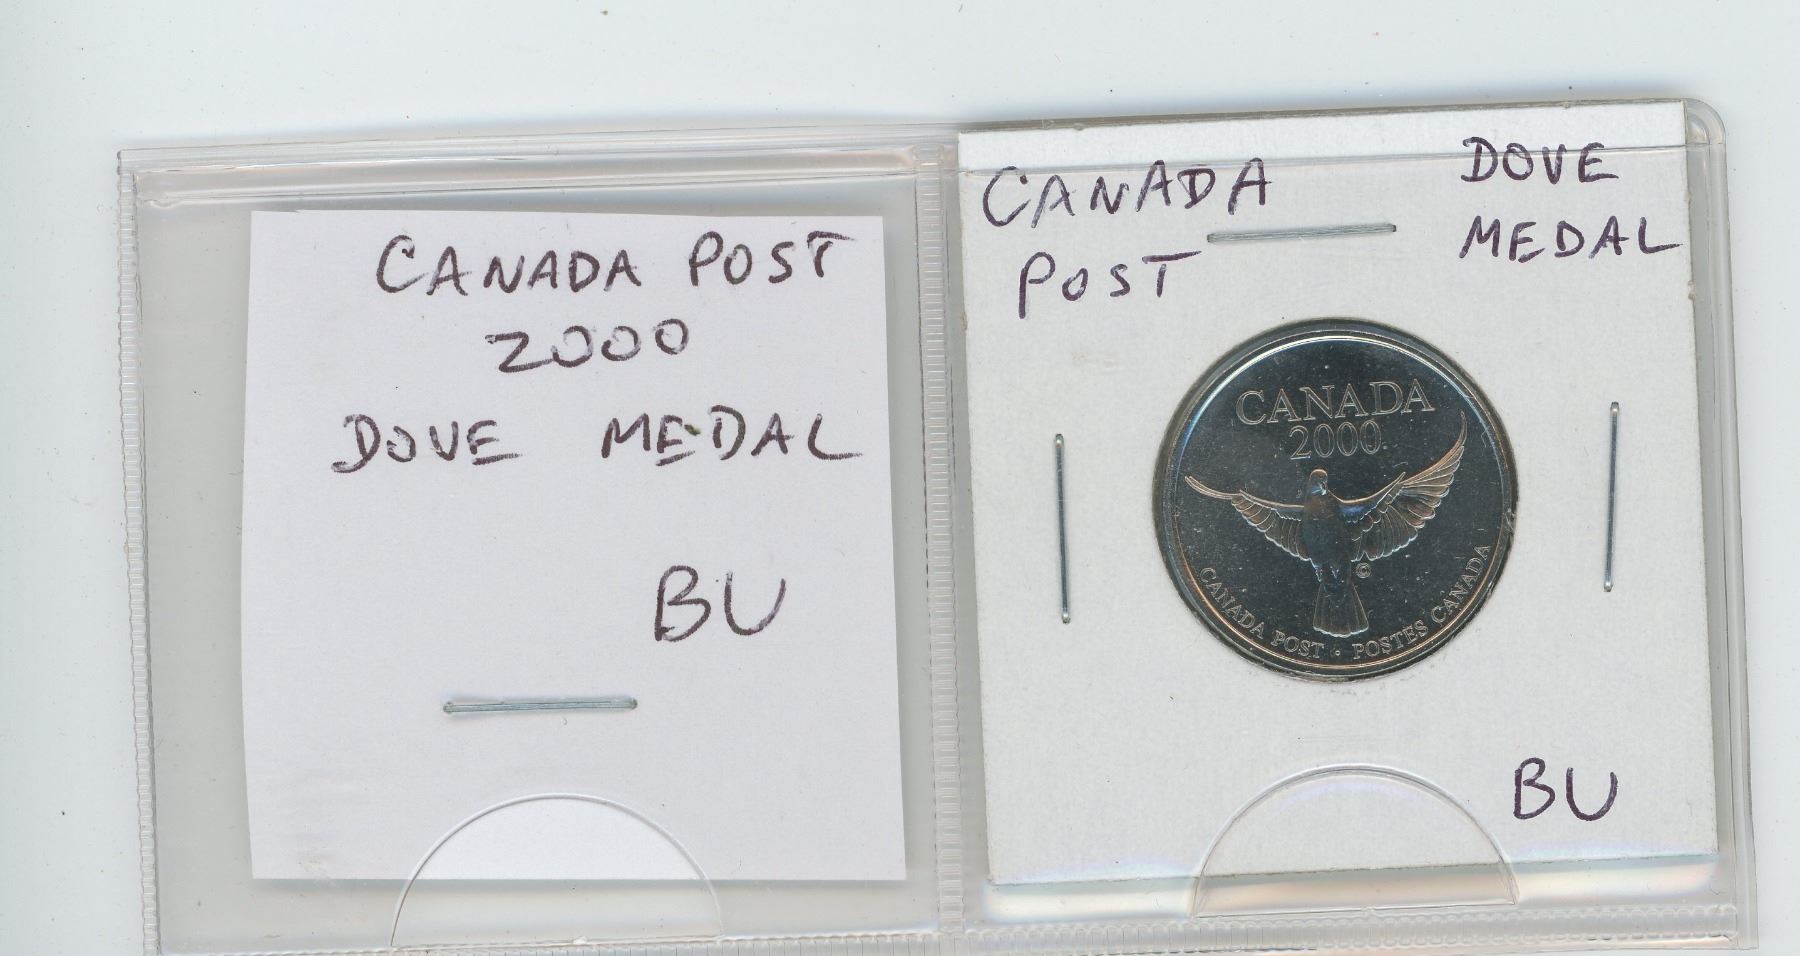 CANADA POST
2000
DOVE MEDAL
BU
CANADA
POST
DOVE
MEDAL
CANADA
2000
©
CANADA POST · POSTES CANADA
BU